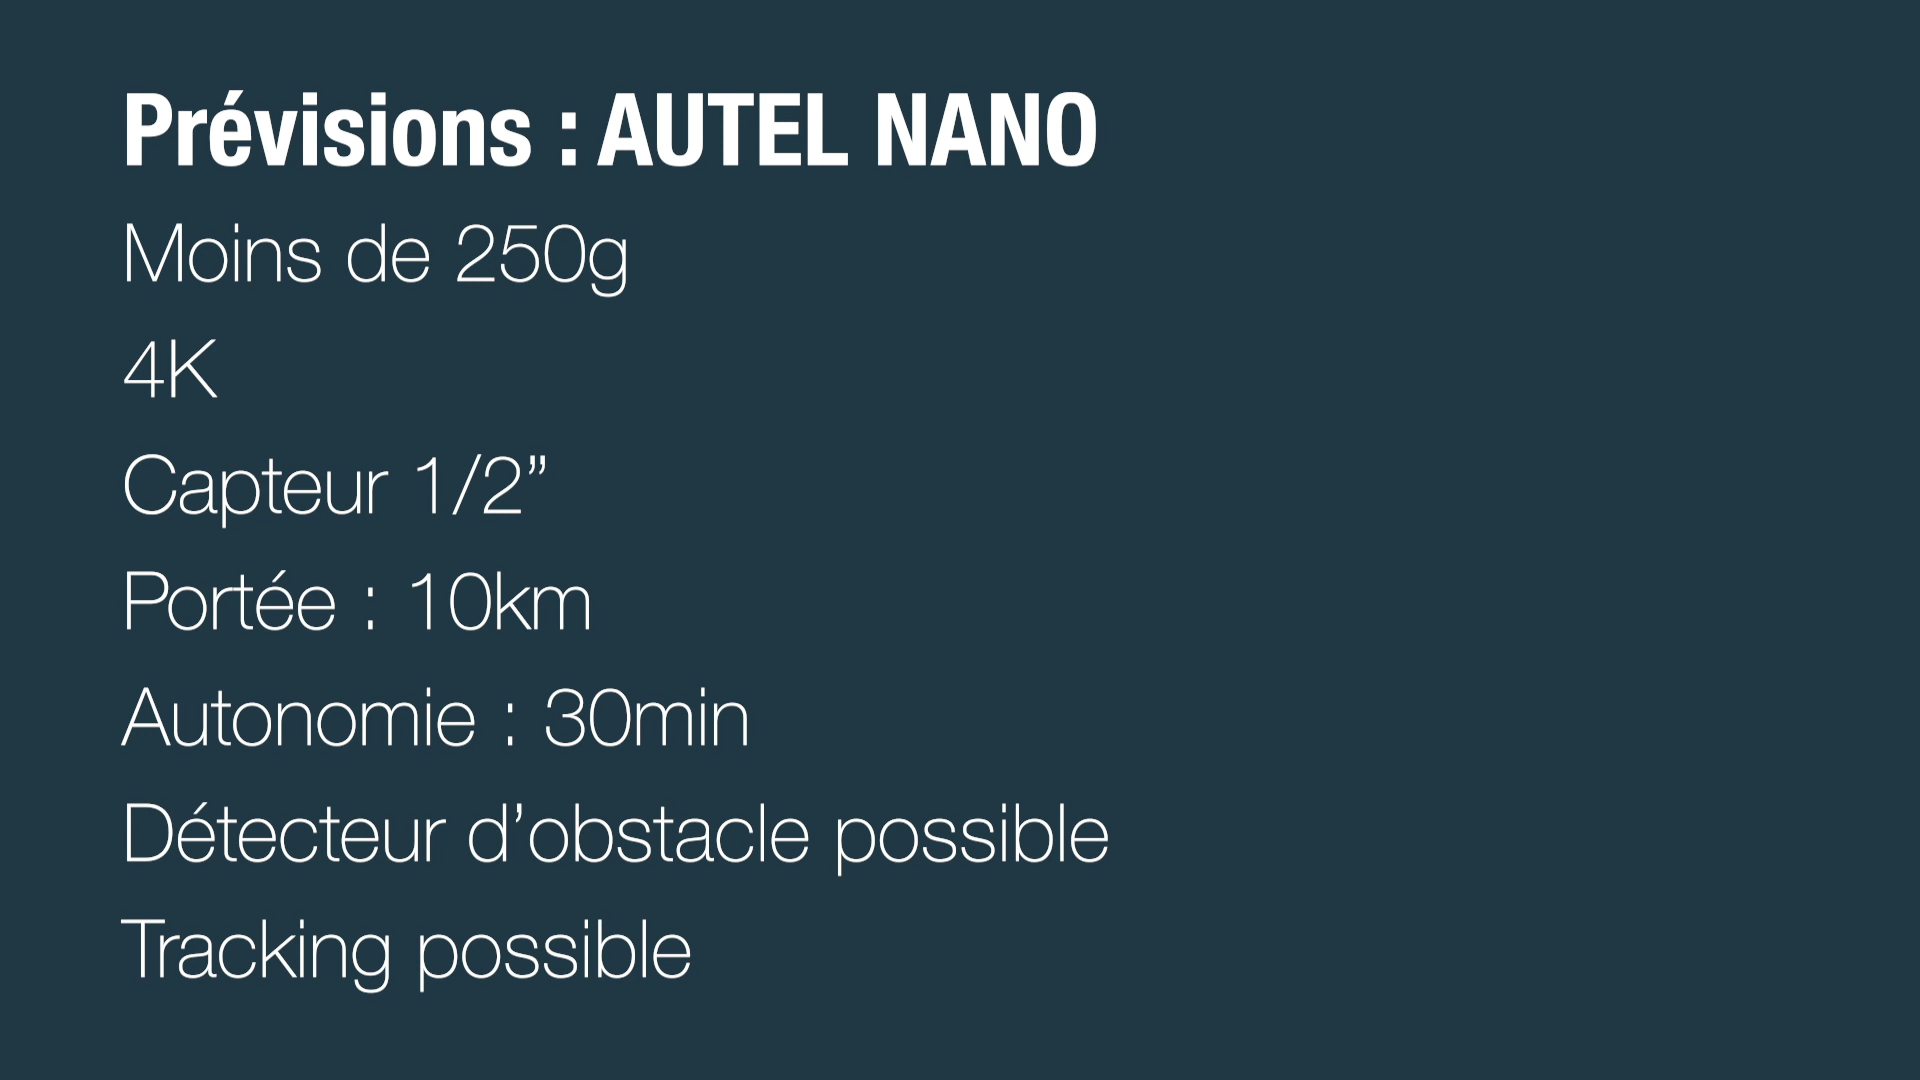 Prévisions : AUTEL NANO
Moins de 250g
4K
Capteur 1/2”
Portée : 10km
Autonomie : 30min
Détecteur d’obstacle possible
Tracking possible